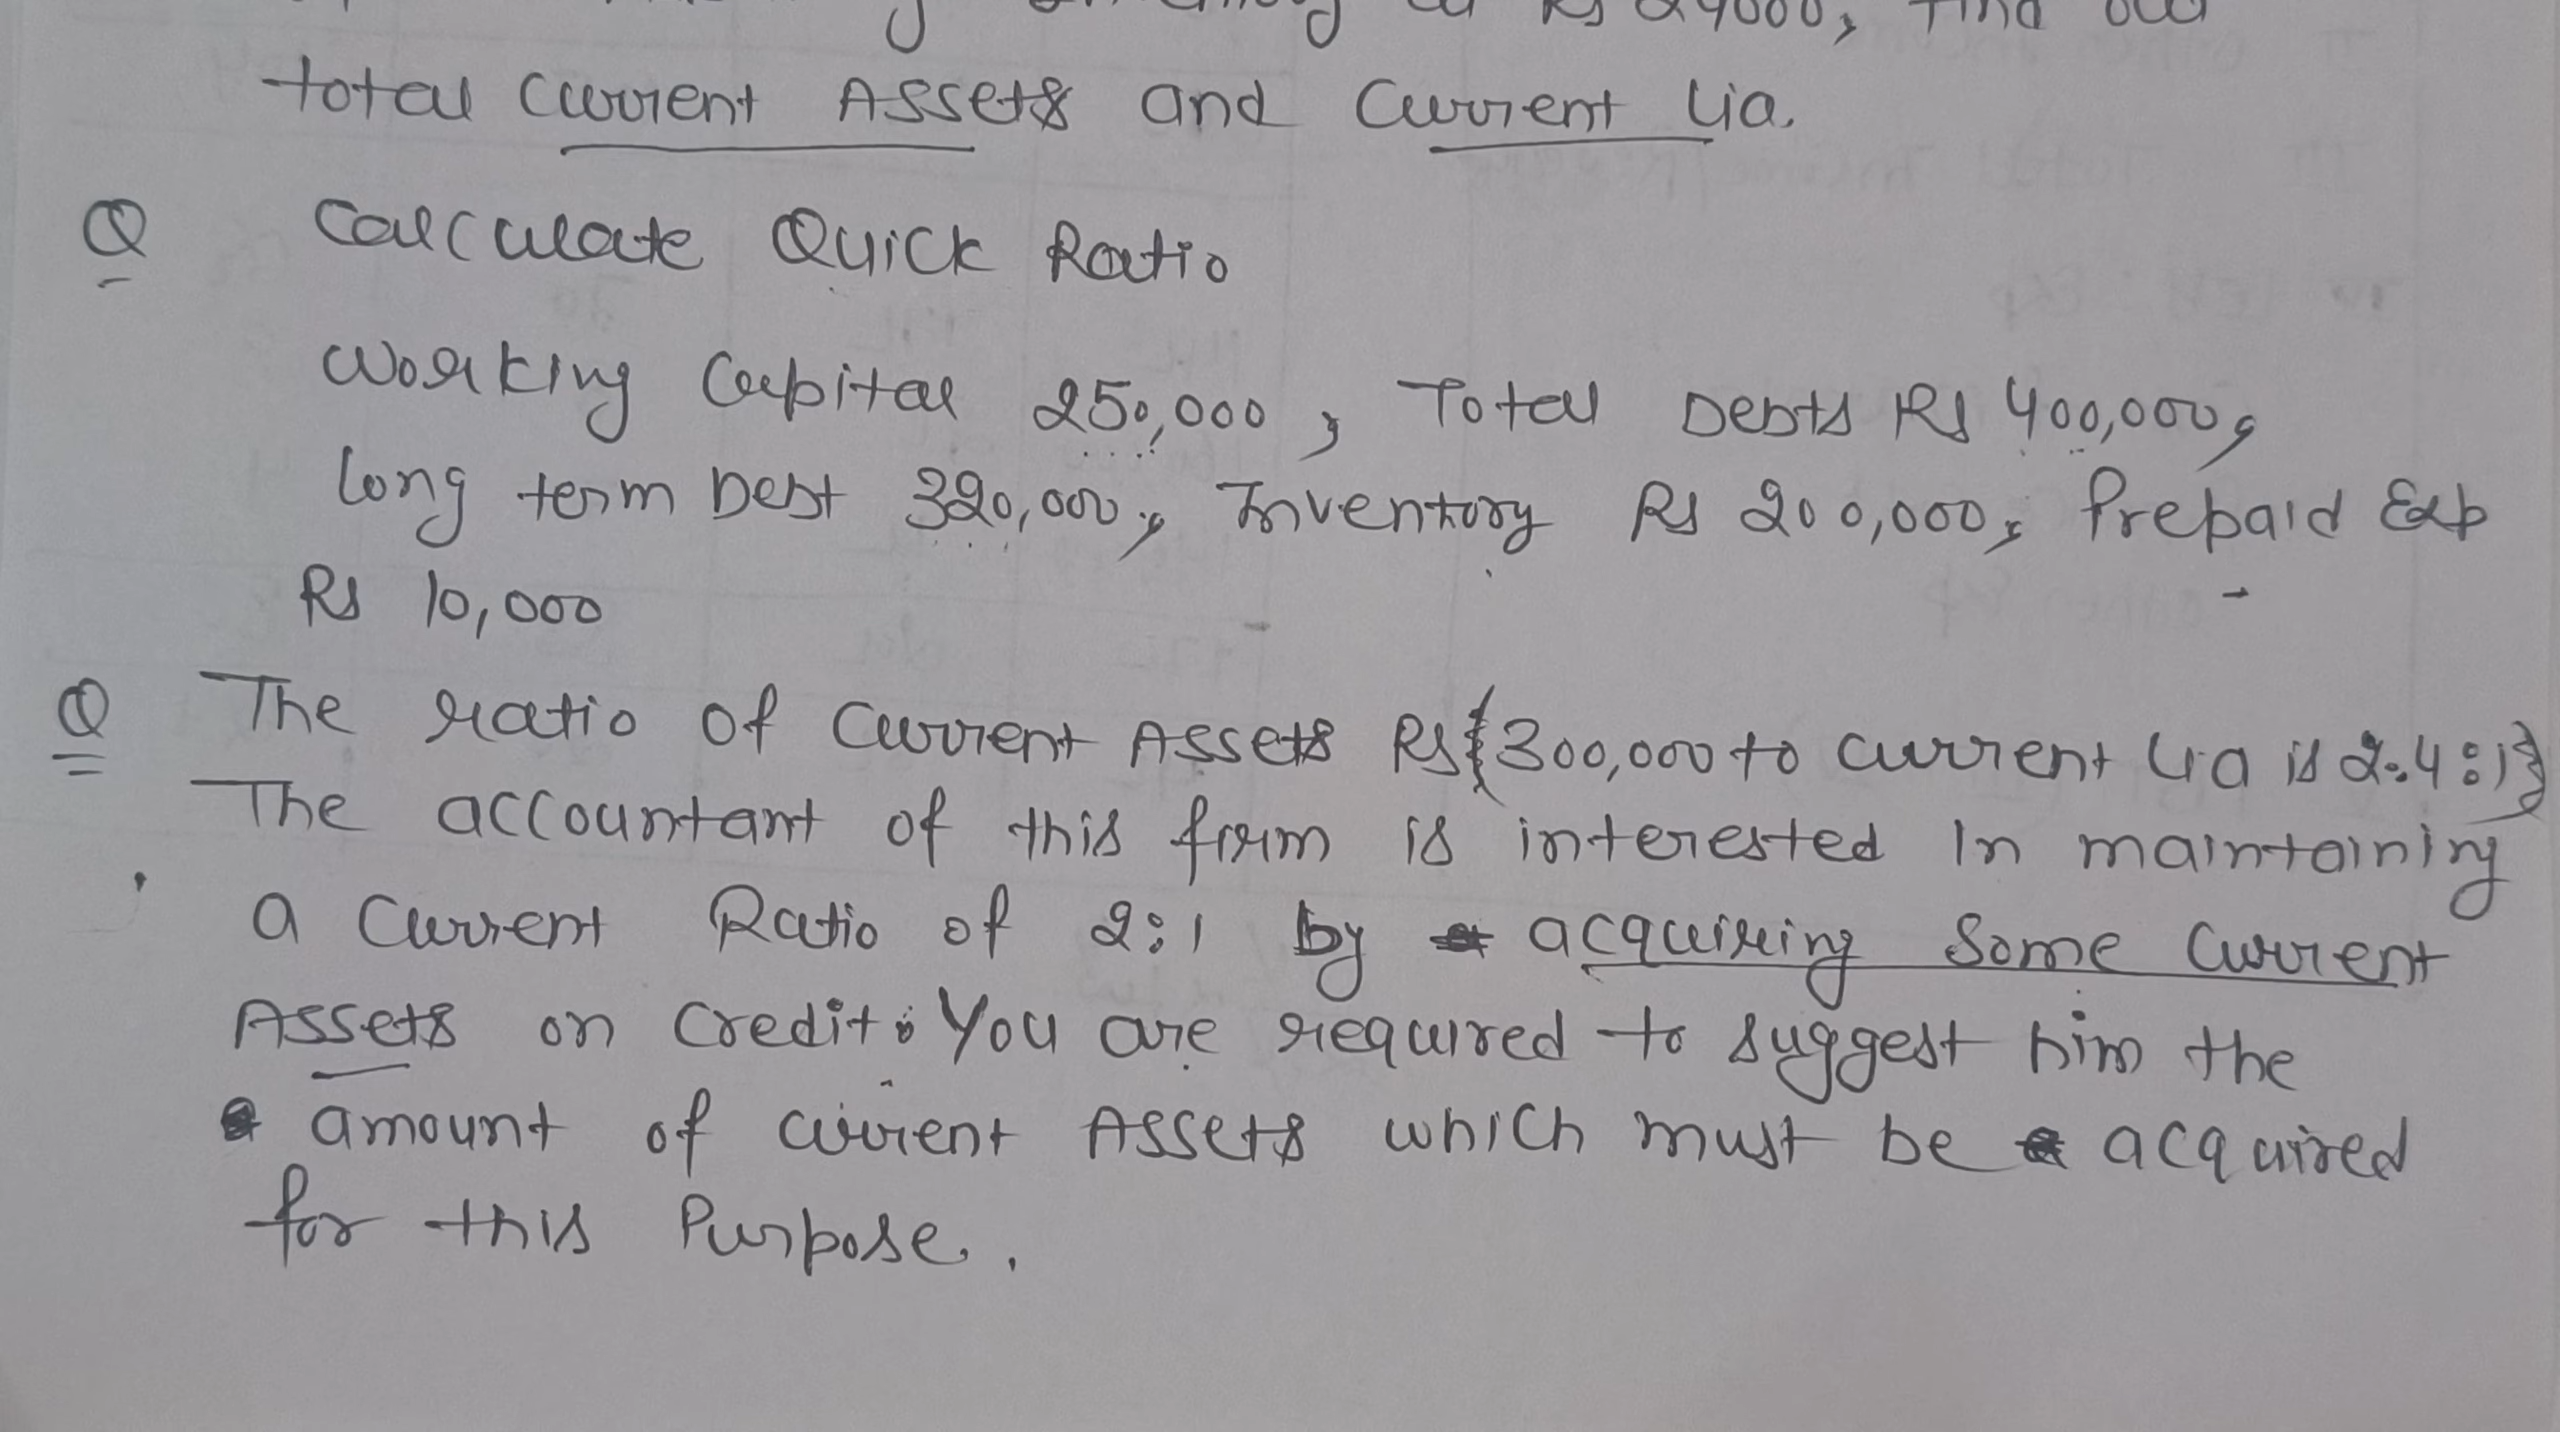 Rs 24000, Find out
total Current Assets and Current Lia.
Q Calculate Quick Ratio
Working Capital 250,000, Total Debts Rs 400,000,
long term Debt 320,000, Inventory Rs 200,000, Prepaid Exp
Rs 10,000
Q The ratio of Current Assets Rs {300,000 to current Lia is 2.4:1}
The accountant of this firm is interested In maintaining
a Current Ratio of 2:1 by acquiring Some Current
Assets on Credit. You are required to suggest him the
amount of current Assets which must be acquired
for this Purpose.